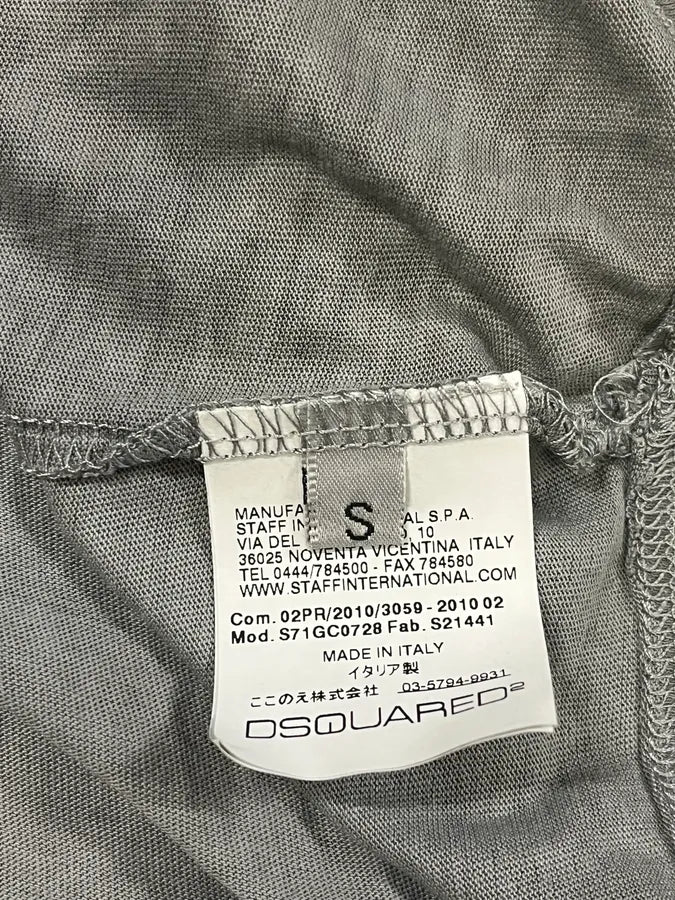 S
MANUFA AL S.P.A.
STAFF IN
VIA DEL , 10
36025 NOVENTA VICENTINA ITALY
TEL 0444/784500 - FAX 784580
WWW.STAFFINTERNATIONAL.COM
Com. 02PR/2010/3059 - 2010 02
Mod. S71GC0728 Fab. S21441
MADE IN ITALY
イタリア製
ここのえ株式会社 03-5794-9931
DSQUARED²